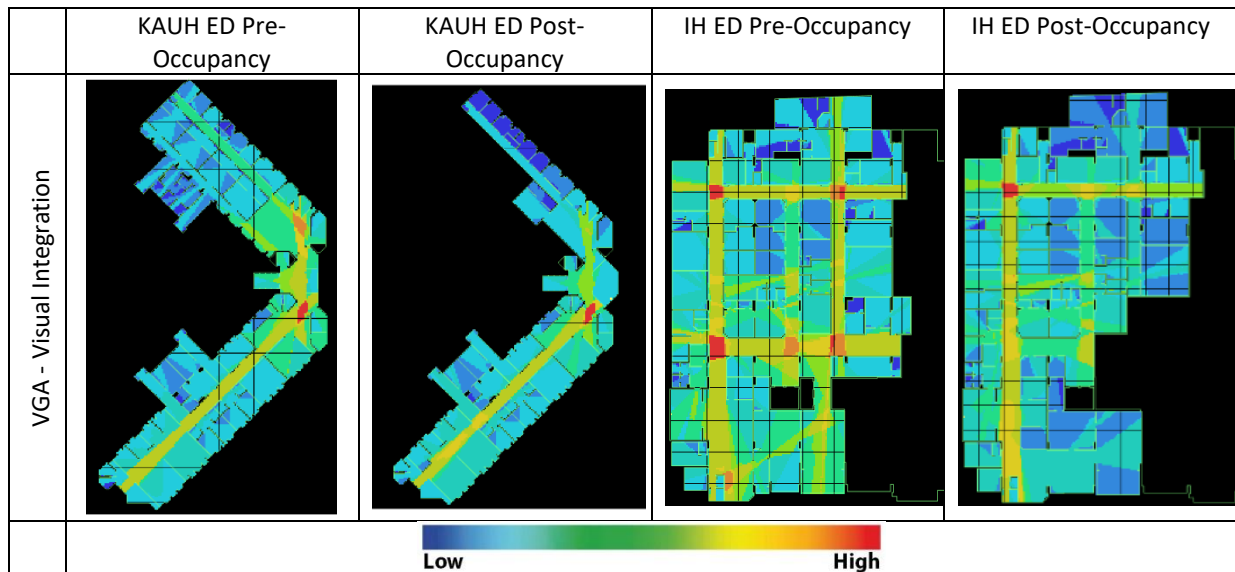 KAUH ED Pre-
Occupancy
KAUH ED Post-
Occupancy
IH ED Pre-Occupancy
IH ED Post-Occupancy
VGA - Visual Integration
Low
High